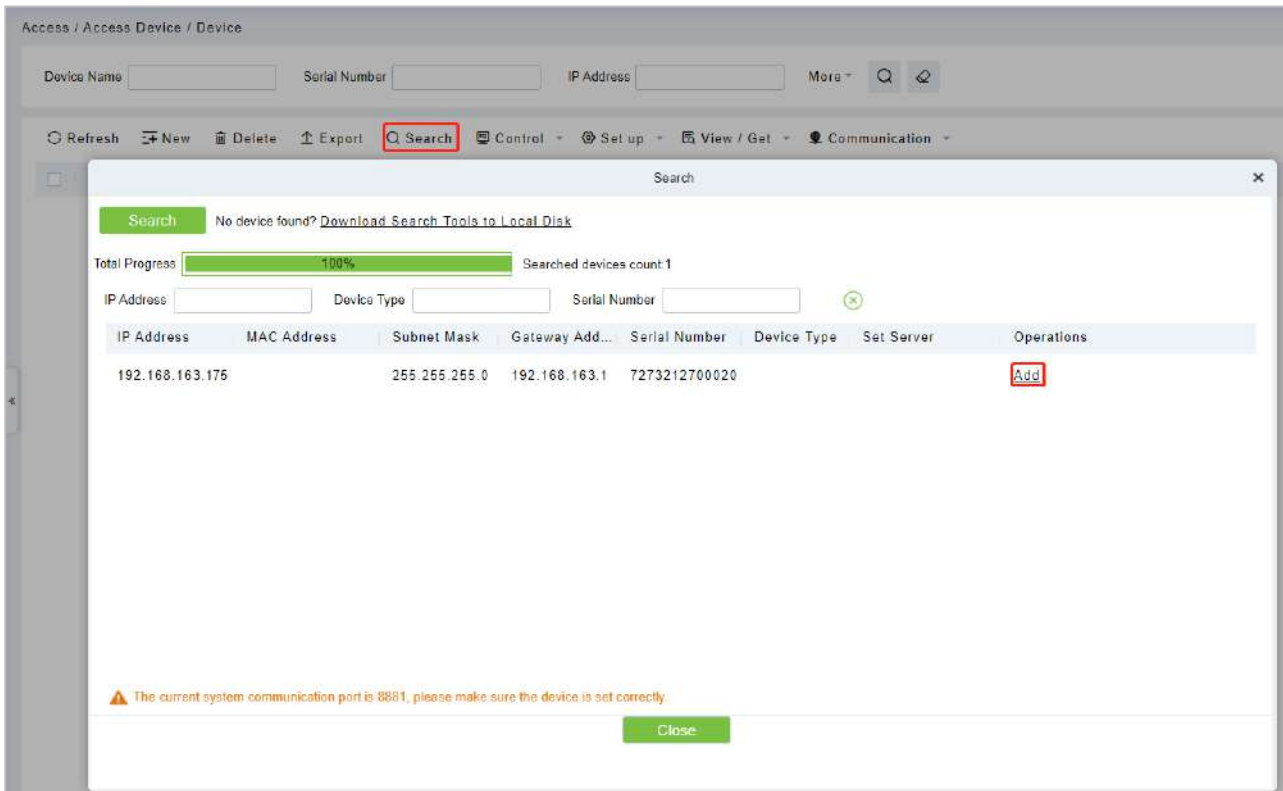 Access / Access Device / Device
Device Name Serial Number IP Address More
Refresh New Delete Export Search Control Set up View / Get Communication
Search
Search No device found? Download Search Tools to Local Disk
Total Progress 100% Searched devices count:1
IP Address Device Type Serial Number
IP Address MAC Address Subnet Mask Gateway Add... Serial Number Device Type Set Server Operations
192.168.163.175 255.255.255.0 192.168.163.1 7273212700020 Add
The current system communication port is 8881, please make sure the device is set correctly
Close